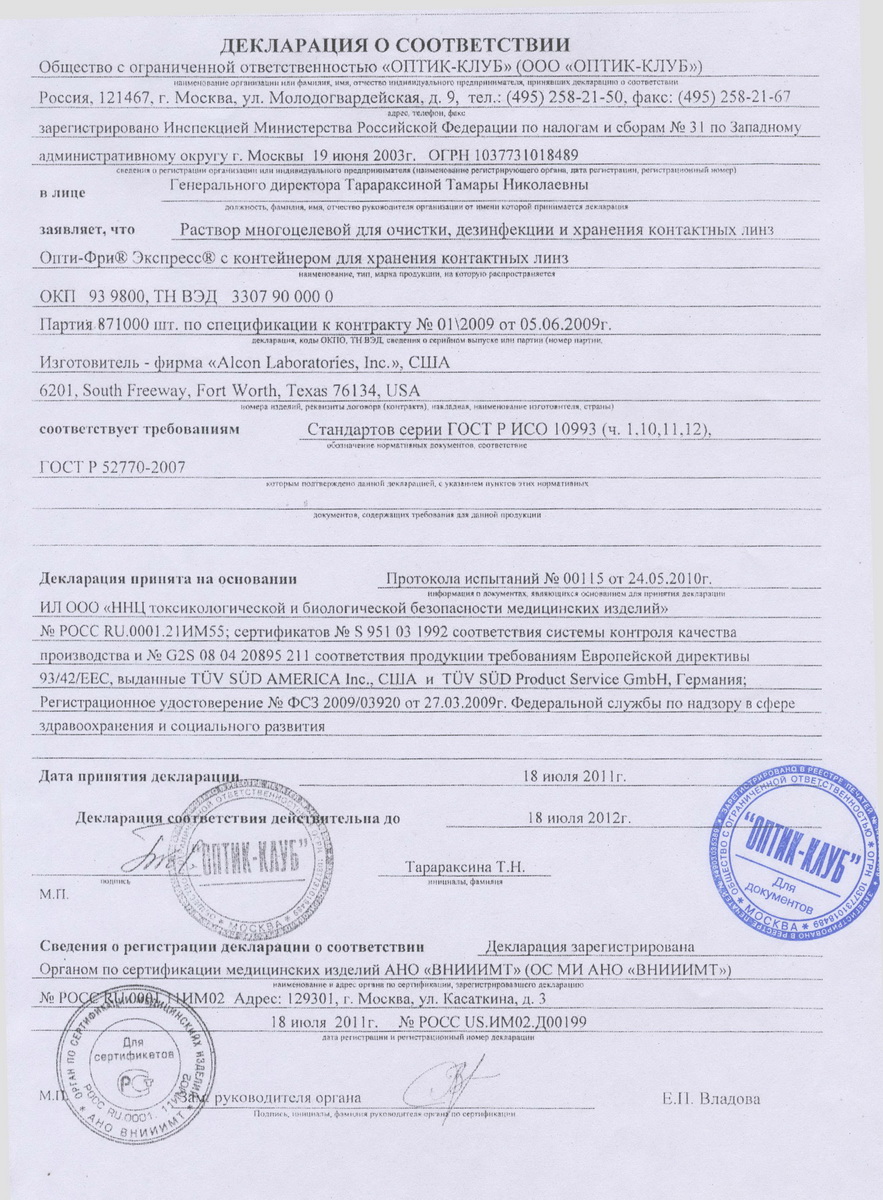 ДЕКЛАРАЦИЯ О СООТВЕТСТВИИ
Общество с ограниченной ответственностью «ОПТИК-КЛУБ» (ООО «ОПТИК-КЛУБ»)
наименование организации или фамилия, имя, отчество индивидуального предпринимателя, принявших декларацию о соответствии
Россия, 121467, г. Москва, ул. Молодогвардейская, д. 9, тел.: (495) 258-21-50, факс: (495) 258-21-67
адрес, телефон, факс
зарегистрировано Инспекцией Министерства Российской Федерации по налогам и сборам № 31 по Западному
административному округу г. Москвы 19 июня 2003г. ОГРН 1037731018489
сведения о регистрации организации или индивидуального предпринимателя (наименование регистрирующего органа, дата регистрации, регистрационный номер)
в лице Генерального директора Тарараксиной Тамары Николаевны
должность, фамилия, имя, отчество руководителя организации от имени которой принимается декларация
заявляет, что Раствор многоцелевой для очистки, дезинфекции и хранения контактных линз
Опти-Фри® Экспресс® с контейнером для хранения контактных линз
наименование, тип, марка продукции, на которую распространяется
ОКП 93 9800, ТН ВЭД 3307 90 000 0
Партия 871000 шт. по спецификации к контракту № 01\2009 от 05.06.2009г.
декларация, коды ОКПО, ТН ВЭД, сведения о серийном выпуске или партии (номер партии,
Изготовитель - фирма «Alcon Laboratories, Inc.», США
6201, South Freeway, Fort Worth, Texas 76134, USA
номера изделий, реквизиты договора (контракта), накладная, наименование изготовителя, страны)
соответствует требованиям Стандартов серии ГОСТ Р ИСО 10993 (ч. 1,10,11,12),
обозначение нормативных документов, соответствие
ГОСТ Р 52770-2007
которым подтверждено данной декларацией, с указанием пунктов этих нормативных
документов, содержащих требования для данной продукции
Декларация принята на основании Протокола испытаний № 00115 от 24.05.2010г.
информация о документах, являющихся основанием для принятия декларации
ИЛ ООО «ННЦ токсикологической и биологической безопасности медицинских изделий»
№ РОСС RU.0001.21ИМ55; сертификатов № S 951 03 1992 соответствия системы контроля качества
производства и № G2S 08 04 20895 211 соответствия продукции требованиям Европейской директивы
93/42/EEC, выданные TÜV SÜD AMERICA Inc., США и TÜV SÜD Product Service GmbH, Германия;
Регистрационное удостоверение № ФСЗ 2009/03920 от 27.03.2009г. Федеральной службы по надзору в сфере
здравоохранения и социального развития
Дата принятия декларации 18 июля 2011г.
Декларация соответствия действительна до 18 июля 2012г.
"ОПТИК-КЛУБ"
МОСКВА
"ОПТИК-КЛУБ"
Для
документов
ОБЩЕСТВО С ОГРАНИЧЕННОЙ ОТВЕТСТВЕННОСТЬЮ * ОГРН 1037731018489
* МОСКВА *
Тарараксина Т.Н.
подпись инициалы, фамилия
М.П.
Сведения о регистрации декларации о соответствии Декларация зарегистрирована
Органом по сертификации медицинских изделий АНО «ВНИИИМТ» (ОС МИ АНО «ВНИИИМТ»)
наименование и адрес органа по сертификации, зарегистрировавшего декларацию
№ РОСС RU.0001.11ИМ02 Адрес: 129301, г. Москва, ул. Касаткина, д. 3
18 июля 2011г. № РОСС US.ИМ02.Д00199
дата регистрации и регистрационный номер декларации
ОРГАН ПО СЕРТИФИКАЦИИ МЕДИЦИНСКИХ ИЗДЕЛИЙ
* АНО ВНИИИМТ *
Для
сертификатов
РОСС RU.0001. 11ИМ02
М.П. Зам. руководителя органа Е.П. Владова
Подпись, инициалы, фамилия руководителя органа по сертификации